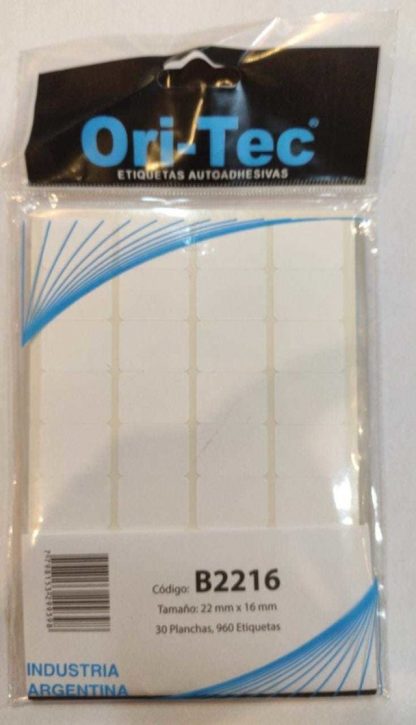 Ori-Tec®
ETIQUETAS AUTOADHESIVAS
Código: B2216
Tamaño: 22 mm x 16 mm
30 Planchas, 960 Etiquetas
INDUSTRIA
ARGENTINA